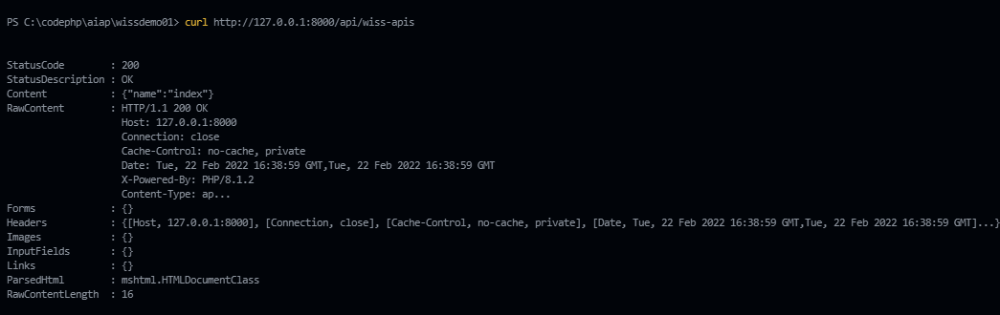 PS C:\codephp\aiap\wissdemo01> curl http://127.0.0.1:8000/api/wiss-apis
StatusCode : 200
StatusDescription : OK
Content : {"name":"index"}
RawContent : HTTP/1.1 200 OK
Host: 127.0.0.1:8000
Connection: close
Cache-Control: no-cache, private
Date: Tue, 22 Feb 2022 16:38:59 GMT,Tue, 22 Feb 2022 16:38:59 GMT
X-Powered-By: PHP/8.1.2
Content-Type: ap...
Forms : {}
Headers : {[Host, 127.0.0.1:8000], [Connection, close], [Cache-Control, no-cache, private], [Date, Tue, 22 Feb 2022 16:38:59 GMT,Tue, 22 Feb 2022 16:38:59 GMT]...}
Images : {}
InputFields : {}
Links : {}
ParsedHtml : mshtml.HTMLDocumentClass
RawContentLength : 16